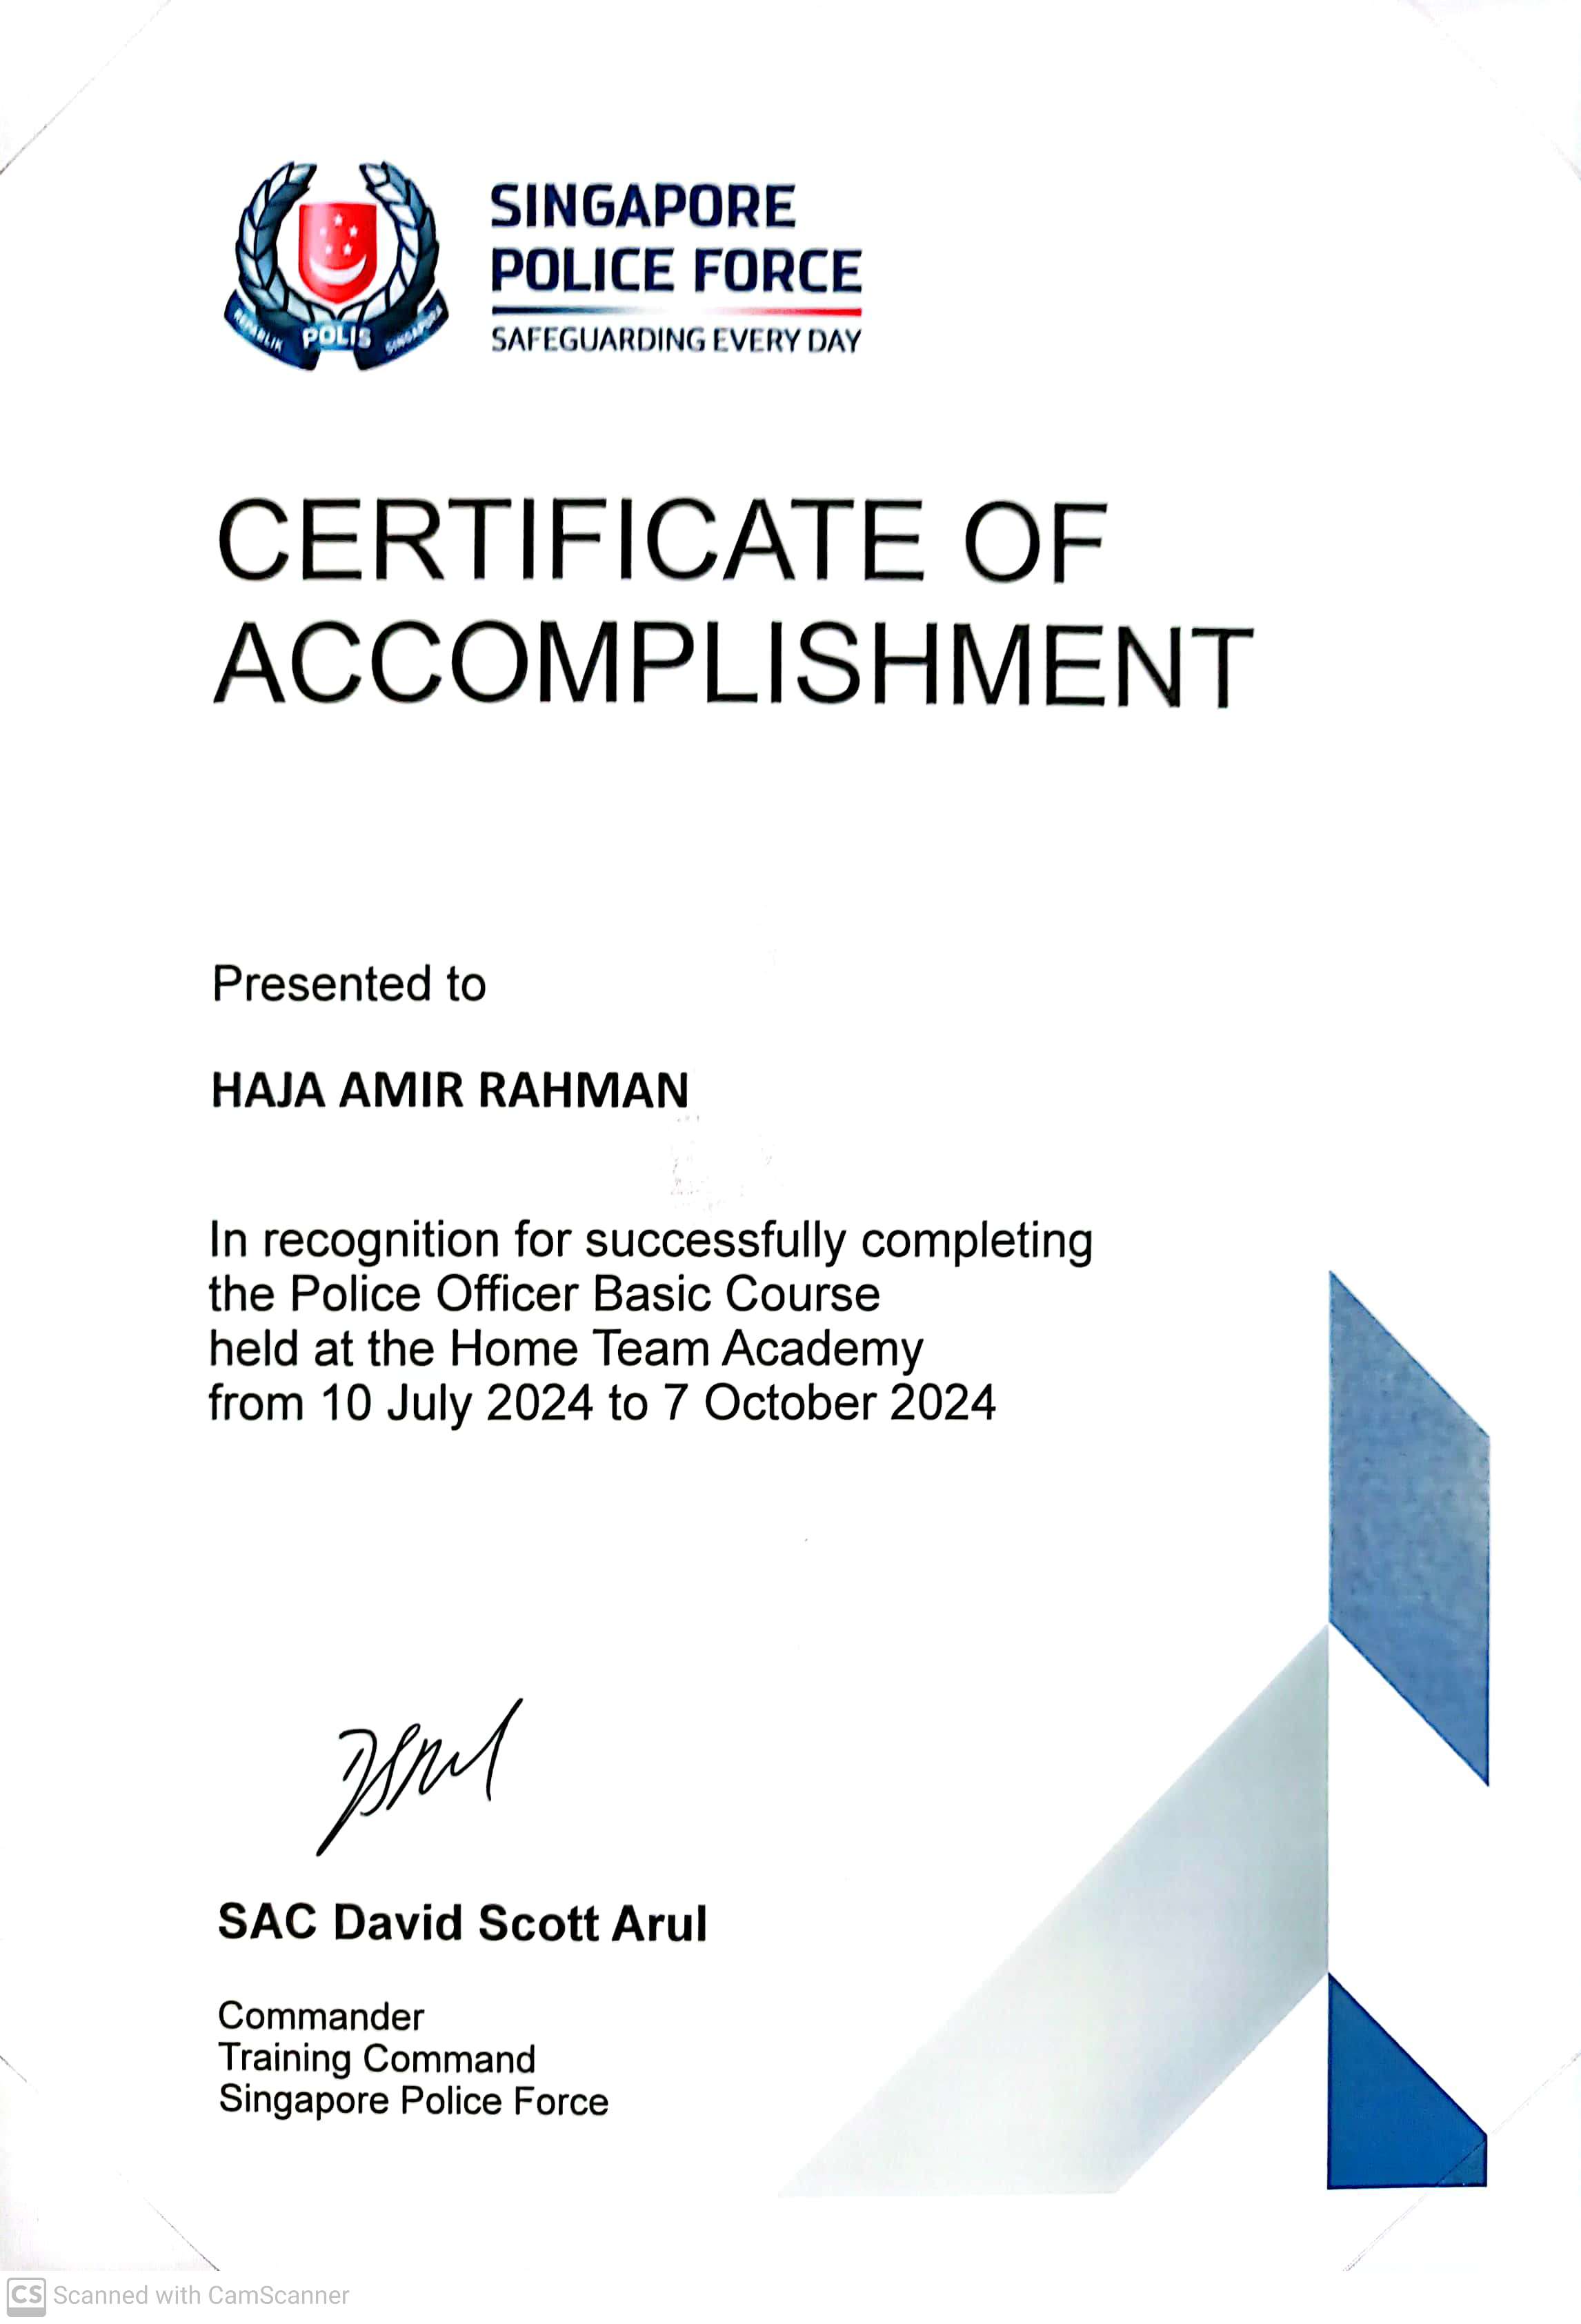 SINGAPORE
POLICE FORCE
SAFEGUARDING EVERY DAY
REPABLIK POLIS SINGAPURA
CERTIFICATE OF
ACCOMPLISHMENT
Presented to
HAJA AMIR RAHMAN
In recognition for successfully completing
the Police Officer Basic Course
held at the Home Team Academy
from 10 July 2024 to 7 October 2024
SAC David Scott Arul
Commander
Training Command
Singapore Police Force
CS Scanned with CamScanner